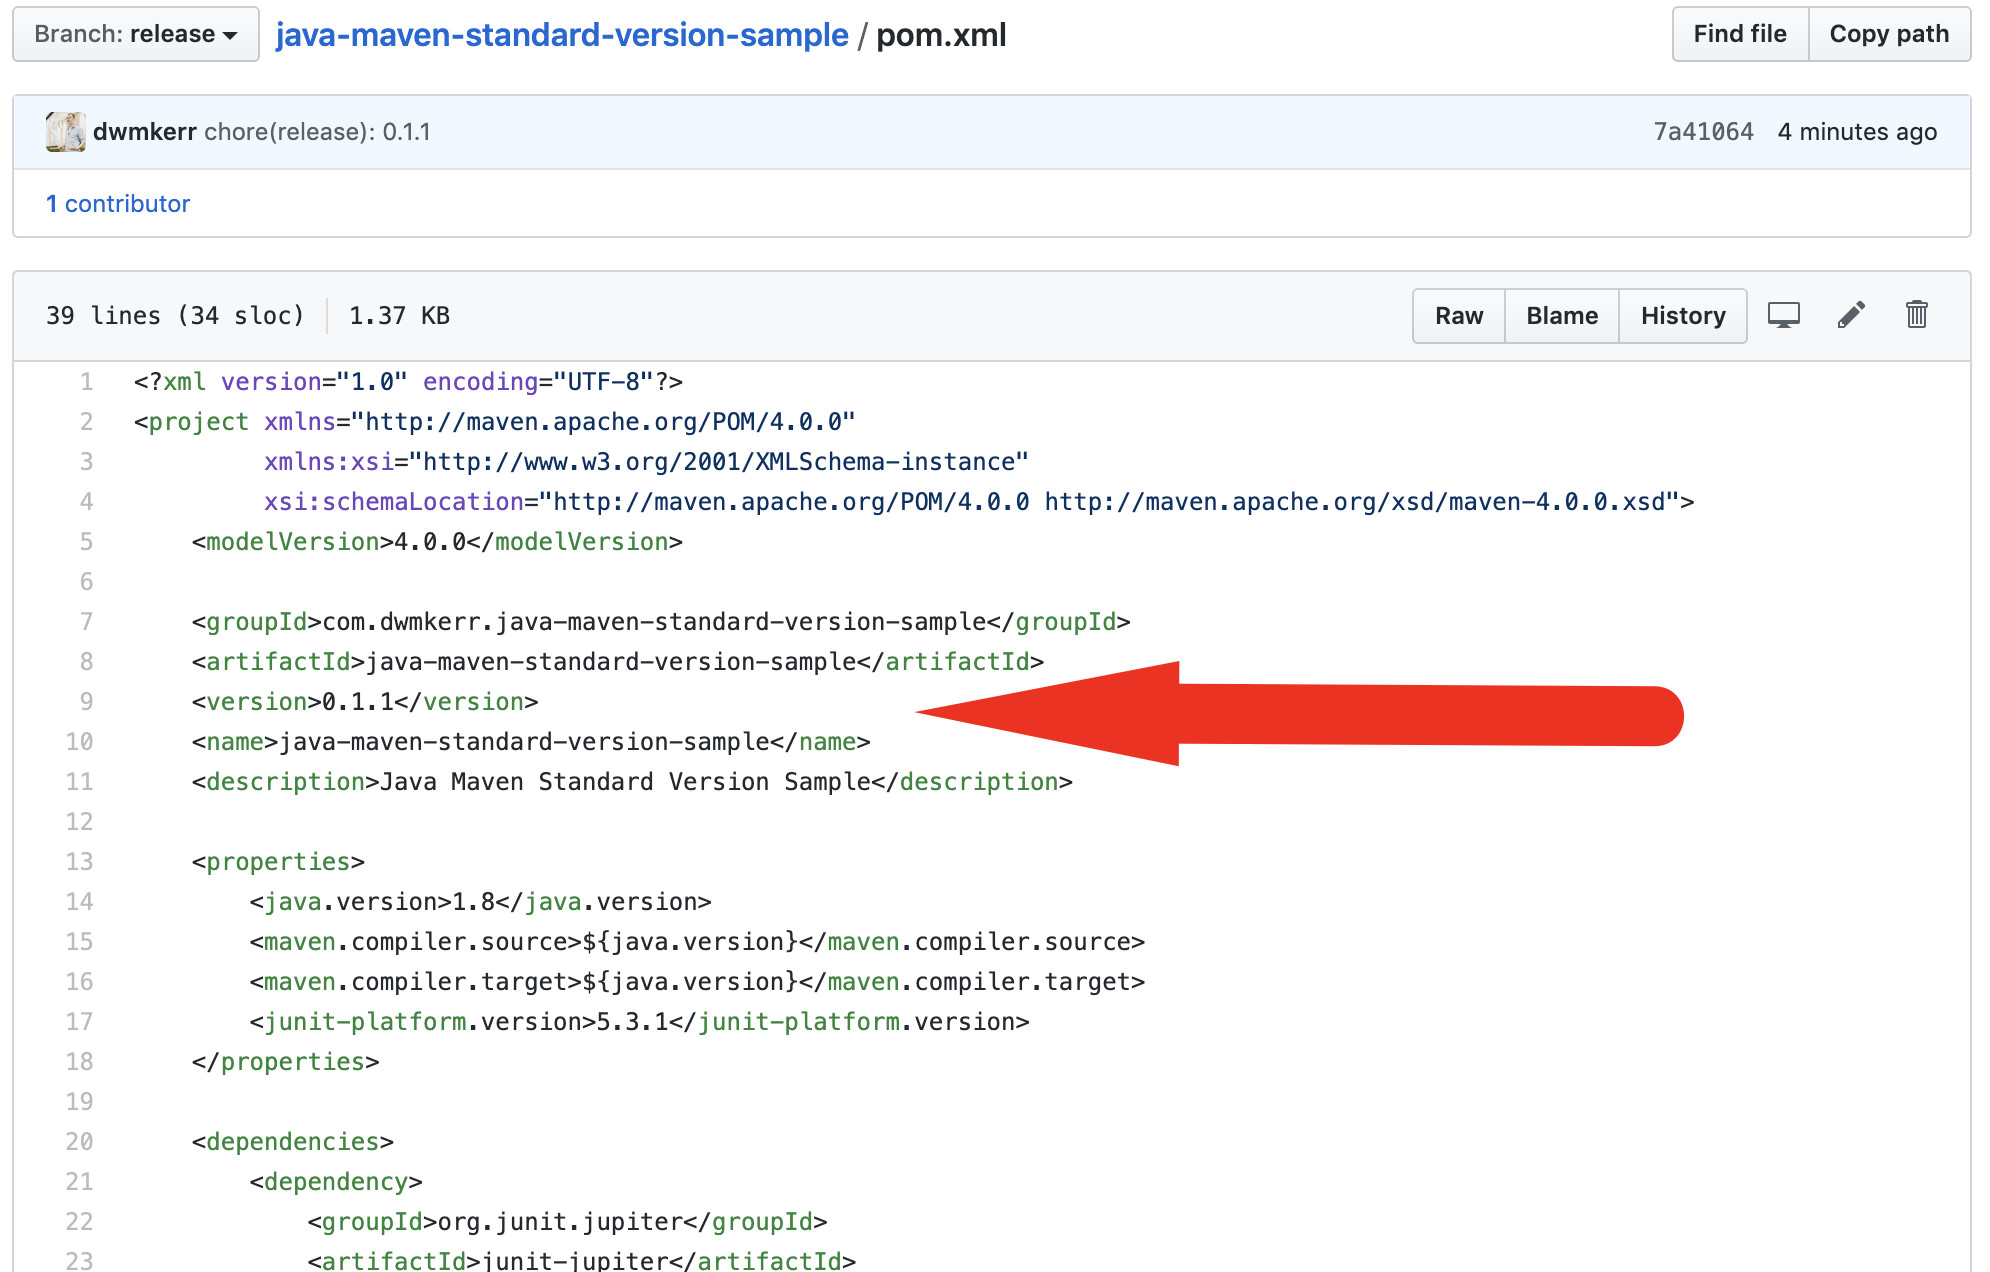 Branch: release java-maven-standard-version-sample / pom.xml Find file Copy path
dwmkerr chore(release): 0.1.1 7a41064 4 minutes ago
1 contributor
39 lines (34 sloc) 1.37 KB Raw Blame History
1 <?xml version="1.0" encoding="UTF-8"?>
2 <project xmlns="http://maven.apache.org/POM/4.0.0"
3 xmlns:xsi="http://www.w3.org/2001/XMLSchema-instance"
4 xsi:schemaLocation="http://maven.apache.org/POM/4.0.0 http://maven.apache.org/xsd/maven-4.0.0.xsd">
5 <modelVersion>4.0.0</modelVersion>
6
7 <groupId>com.dwmkerr.java-maven-standard-version-sample</groupId>
8 <artifactId>java-maven-standard-version-sample</artifactId>
9 <version>0.1.1</version>
10 <name>java-maven-standard-version-sample</name>
11 <description>Java Maven Standard Version Sample</description>
12
13 <properties>
14 <java.version>1.8</java.version>
15 <maven.compiler.source>${java.version}</maven.compiler.source>
16 <maven.compiler.target>${java.version}</maven.compiler.target>
17 <junit-platform.version>5.3.1</junit-platform.version>
18 </properties>
19
20 <dependencies>
21 <dependency>
22 <groupId>org.junit.jupiter</groupId>
23 <artifactId>junit-jupiter</artifactId>